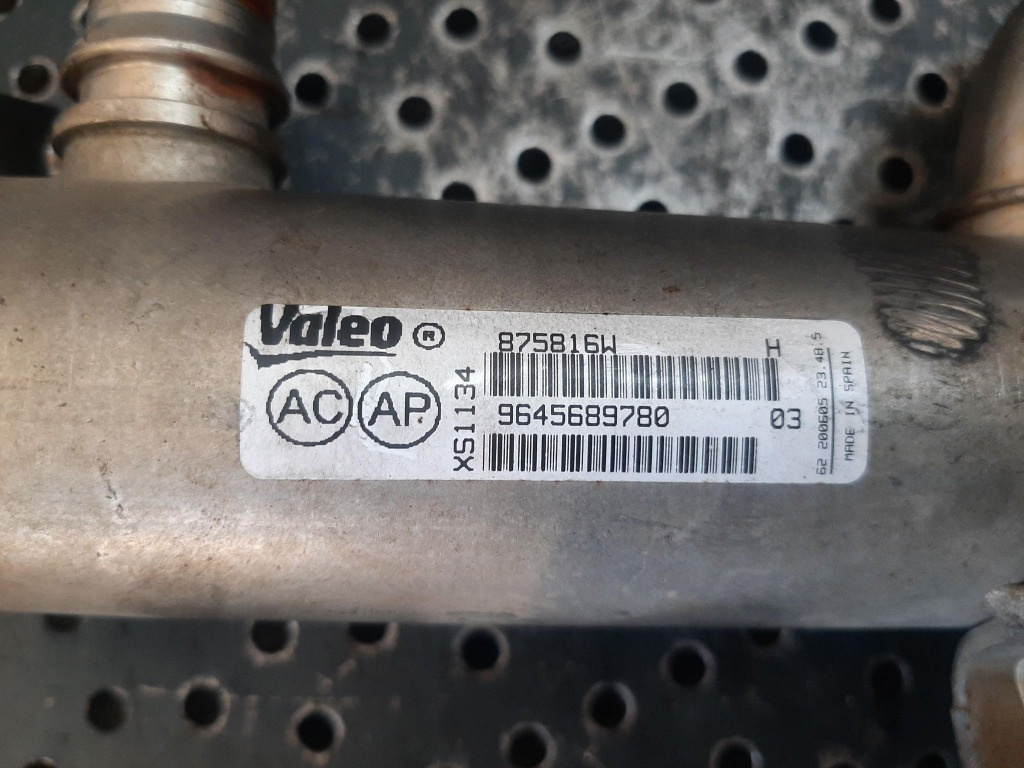 Valeo ®
875816W H
AC AP
XS1134
9645689780 03
62 200605 23.48.5
MADE IN SPAIN